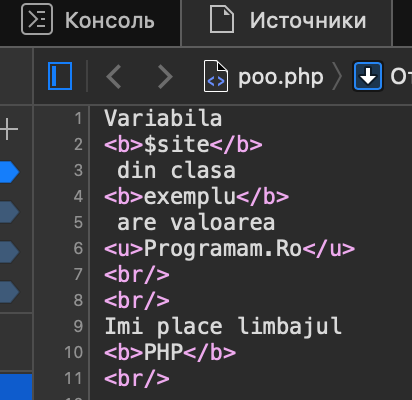 Консоль
Источники
poo.php
От
1 Variabila
2 <b>$site</b>
3 din clasa
4 <b>exemplu</b>
5 are valoarea
6 <u>Programam.Ro</u>
7 <br/>
8 <br/>
9 Imi place limbajul
10 <b>PHP</b>
11 <br/>